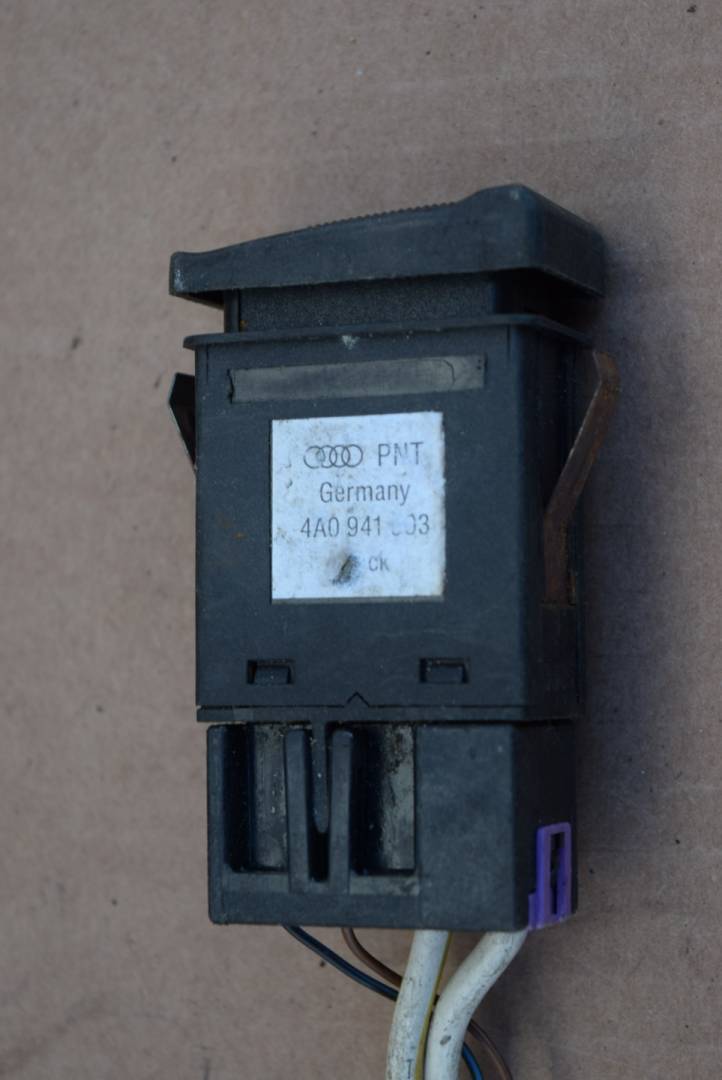 PNT
Germany
4A0 941
CK